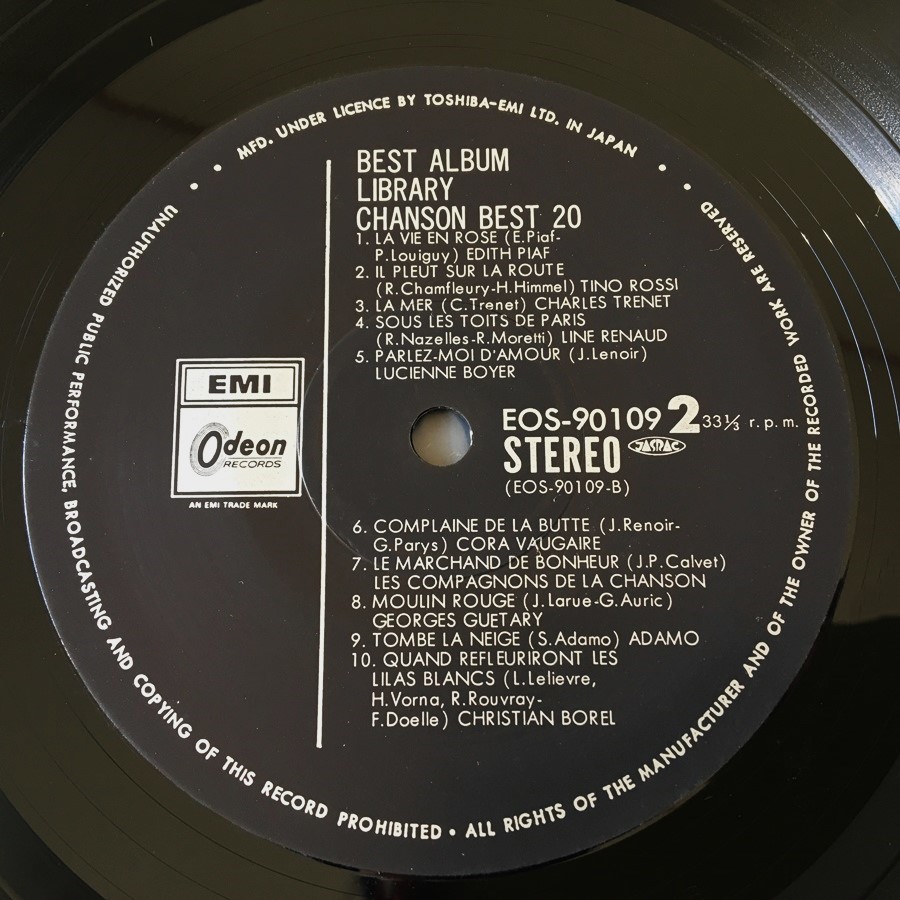 MFD. UNDER LICENCE BY TOSHIBA-EMI LTD. IN JAPAN
BEST ALBUM
LIBRARY
CHANSON BEST 20
1. LA VIE EN ROSE (E.Piaf-
P.Louiguy) EDITH PIAF
2. IL PLEUT SUR LA ROUTE
(R.Chamfleury-H.Himmel) TINO ROSSI
3. LA MER (C.Trenet) CHARLES TRENET
4. SOUS LES TOITS DE PARIS
(R.Nazelles-R.Moretti) LINE RENAUD
5. PARLEZ-MOI D'AMOUR (J.Lenoir)
LUCIENNE BOYER
EMI
Odeon
RECORDS
AN EMI TRADE MARK
EOS-90109 2 33⅓ r.p.m.
STEREO JASRAC
(EOS-90109-B)
6. COMPLAINE DE LA BUTTE (J.Renoir-
G.Parys) CORA VAUGAIRE
7. LE MARCHAND DE BONHEUR (J.P.Calvet)
LES COMPAGNONS DE LA CHANSON
8. MOULIN ROUGE (J.Larue-G.Auric)
GEORGES GUETARY
9. TOMBE LA NEIGE (S.Adamo) ADAMO
10. QUAND REFLEURIRONT LES
LILAS BLANCS (L.Lelievre,
H.Vorna, R.Rouvray-
F.Doelle) CHRISTIAN BOREL
UNAUTHORIZED PUBLIC PERFORMANCE, BROADCASTING AND COPYING OF THIS RECORD PROHIBITED • ALL RIGHTS OF THE MANUFACTURER AND OF THE OWNER OF THE RECORDED WORK ARE RESERVED